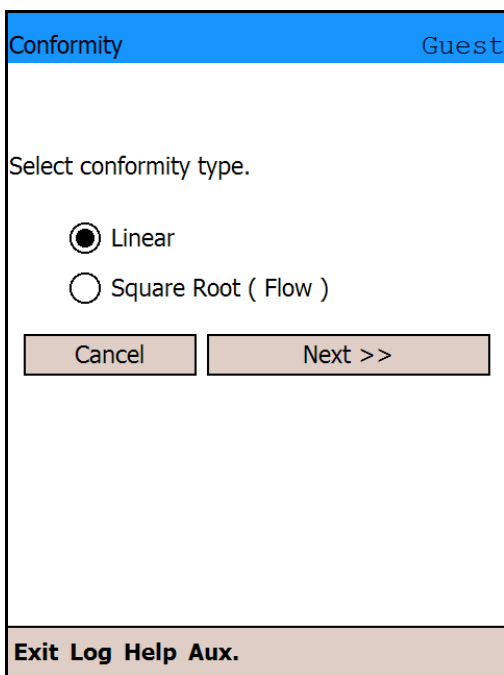 Conformity Guest
Select conformity type.
Linear
Square Root ( Flow )
Cancel Next >>
Exit Log Help Aux.